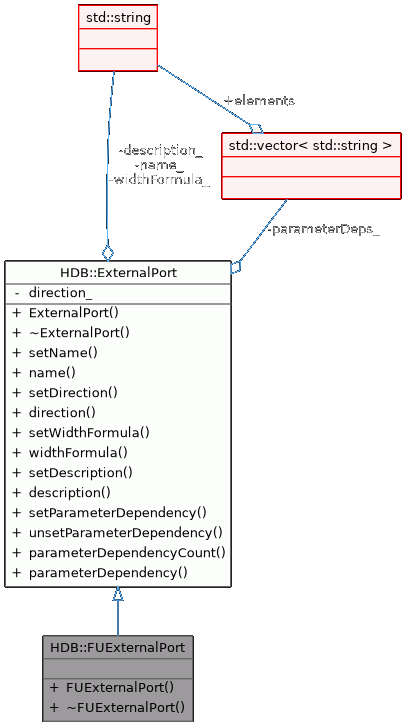 std::string
+elements
std::vector< std::string >
-description_
-name_
-widthFormula_
-parameterDeps_
HDB::ExternalPort
- direction_
+ ExternalPort()
+ ~ExternalPort()
+ setName()
+ name()
+ setDirection()
+ direction()
+ setWidthFormula()
+ widthFormula()
+ setDescription()
+ description()
+ setParameterDependency()
+ unsetParameterDependency()
+ parameterDependencyCount()
+ parameterDependency()
HDB::FUExternalPort
+ FUExternalPort()
+ ~FUExternalPort()